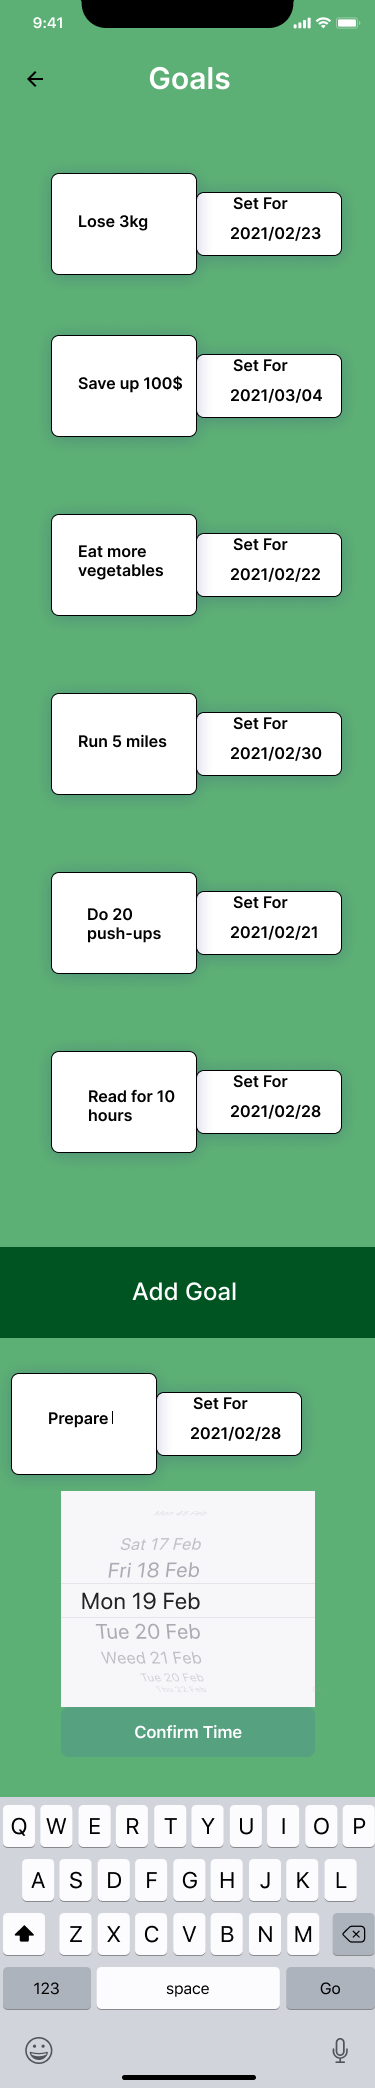 9:41
Goals
Lose 3kg
Set For
2021/02/23
Save up 100$
Set For
2021/03/04
Eat more
vegetables
Set For
2021/02/22
Run 5 miles
Set For
2021/02/30
Do 20
push-ups
Set For
2021/02/21
Read for 10
hours
Set For
2021/02/28
Add Goal
Prepare
Set For
2021/02/28
Sat 17 Feb
Fri 18 Feb
Mon 19 Feb
Tue 20 Feb
Weed 21 Feb
Tue 20 Feb
Thu 22 Feb
Confirm Time
Q W E R T Y U I O P
A S D F G H J K L
Z X C V B N M
123 space Go